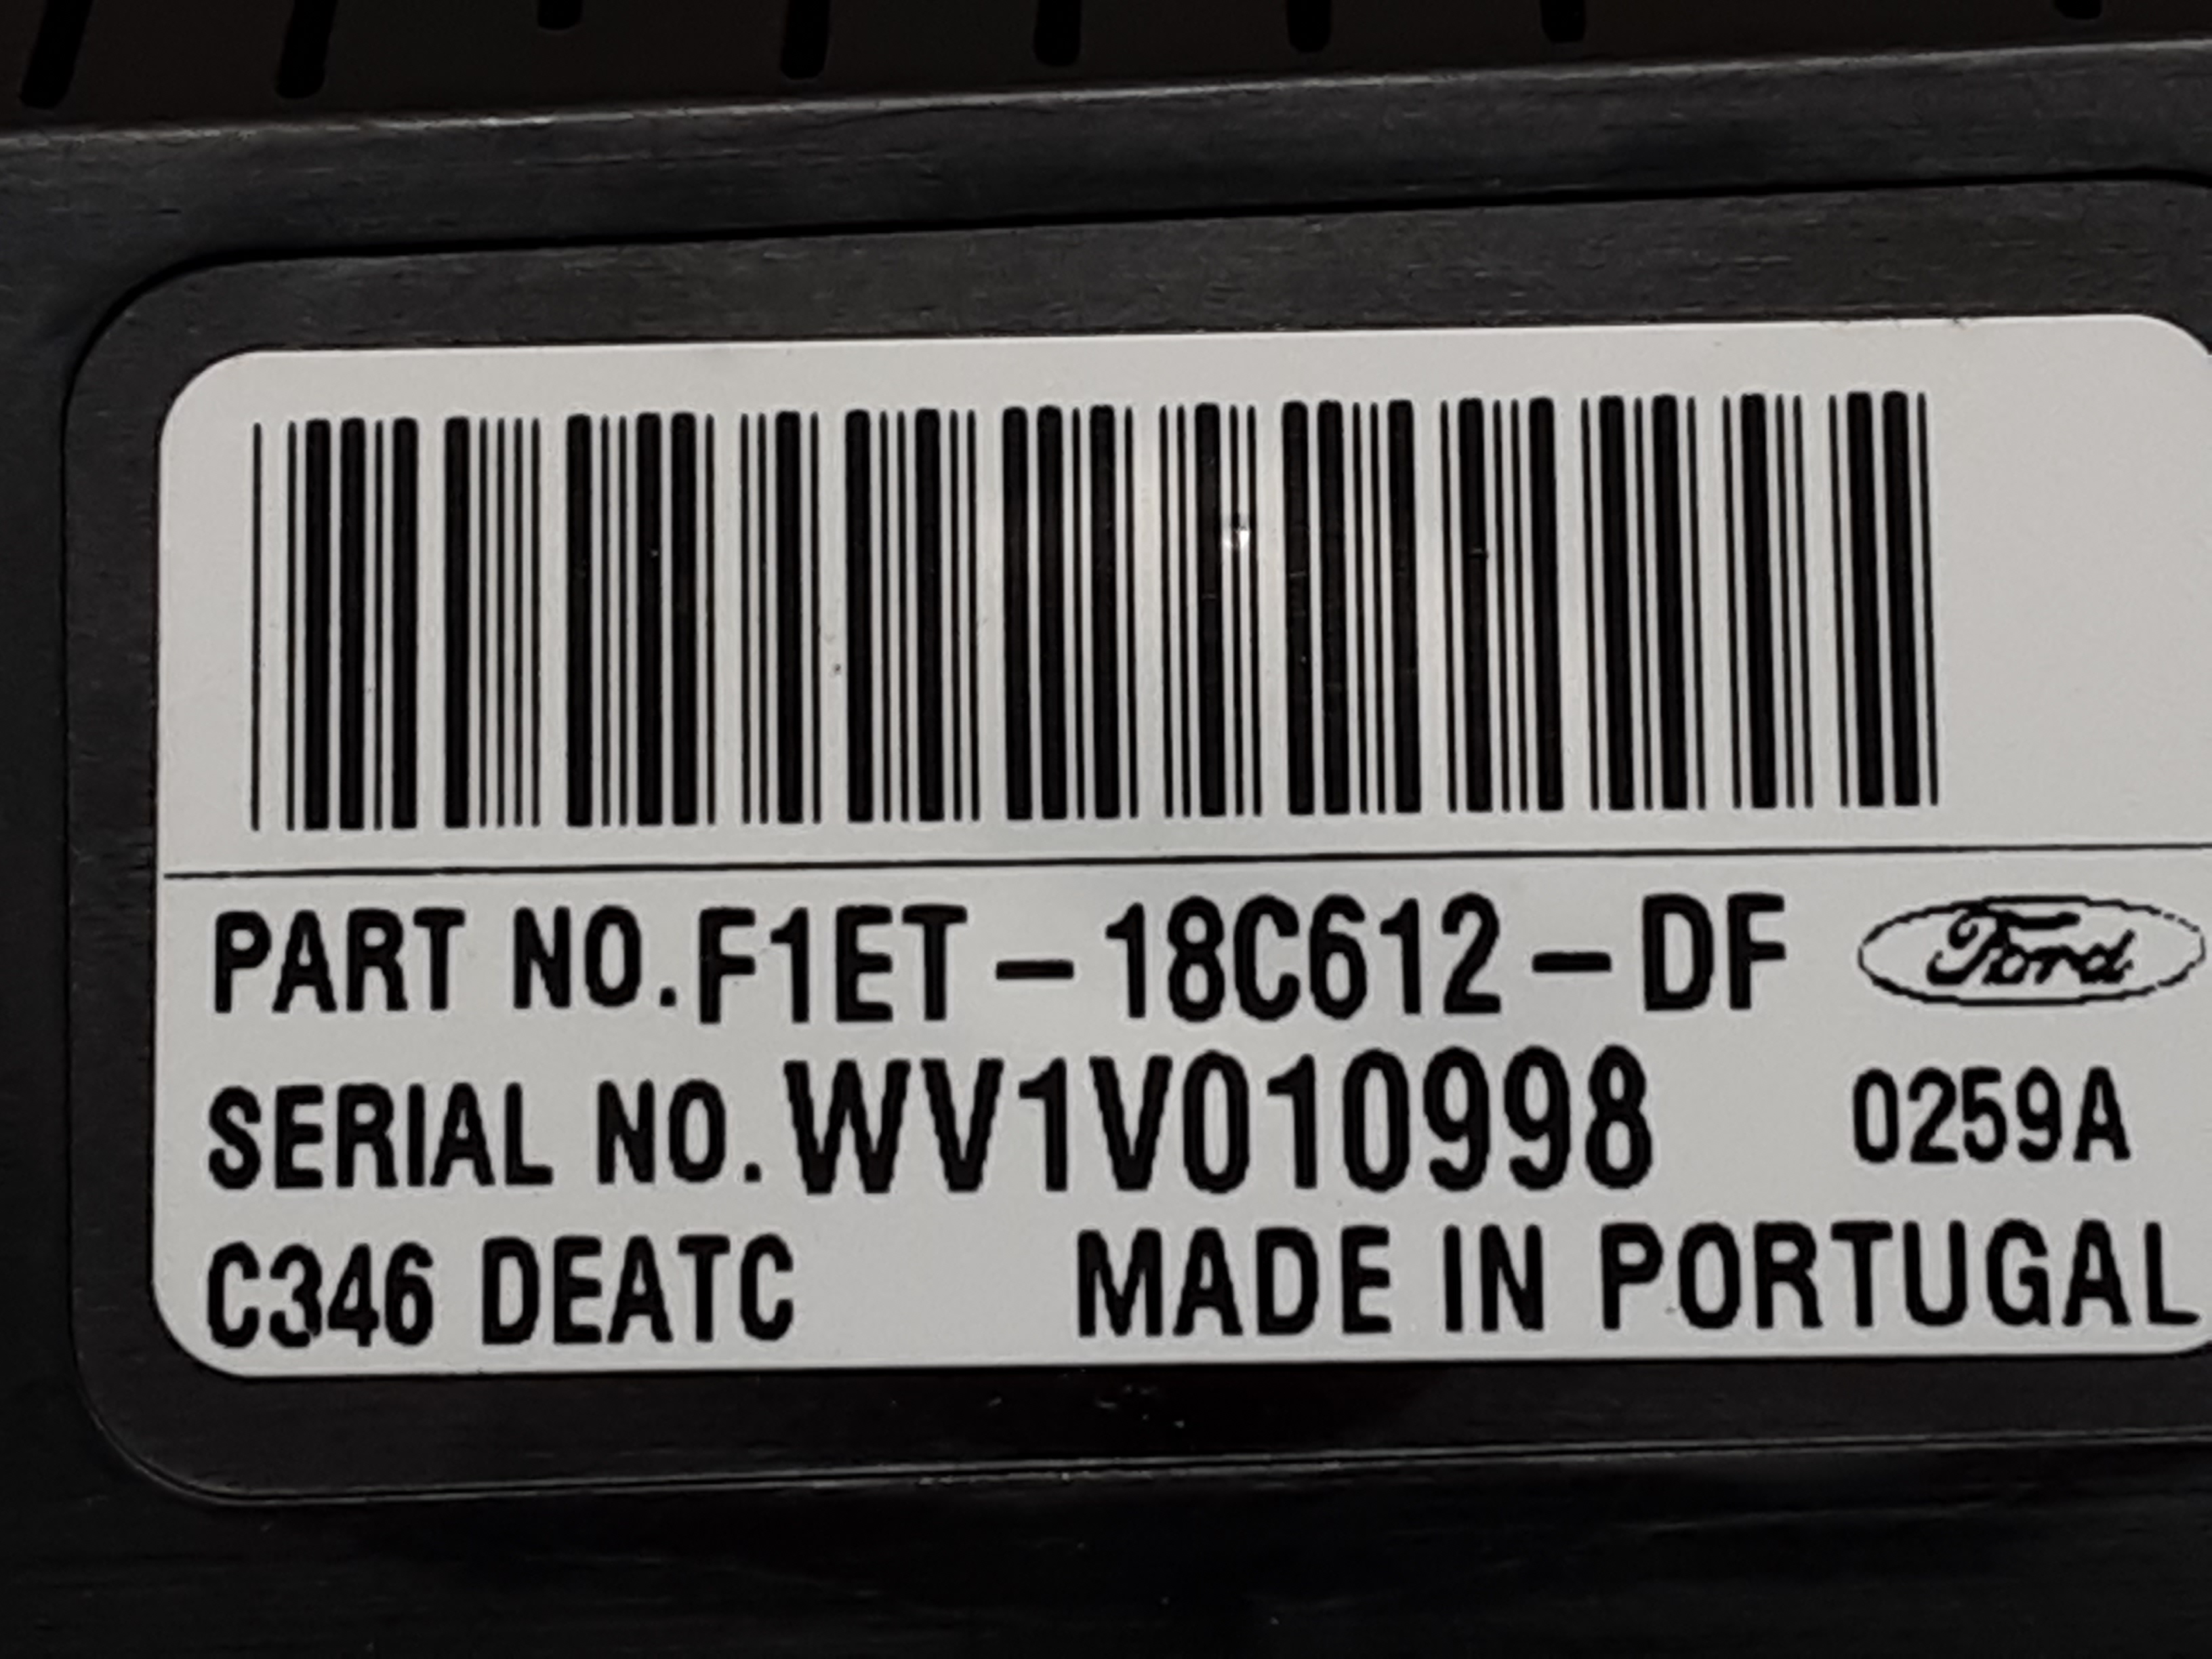 PART NO. F1ET-18C612-DF Ford
SERIAL NO. WV1V010998 0259A
C346 DEATC MADE IN PORTUGAL